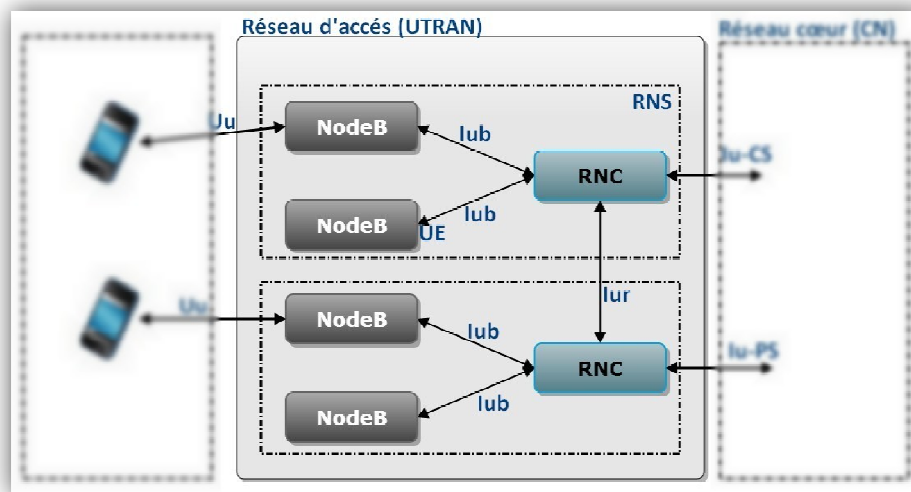 Réseau d'accés (UTRAN)
Réseau cœur (CN)
RNS
Uu
NodeB
Iub
RNC
Iu-CS
Iub
NodeB
UE
Iur
Uu
NodeB
Iub
RNC
Iu-PS
Iub
NodeB